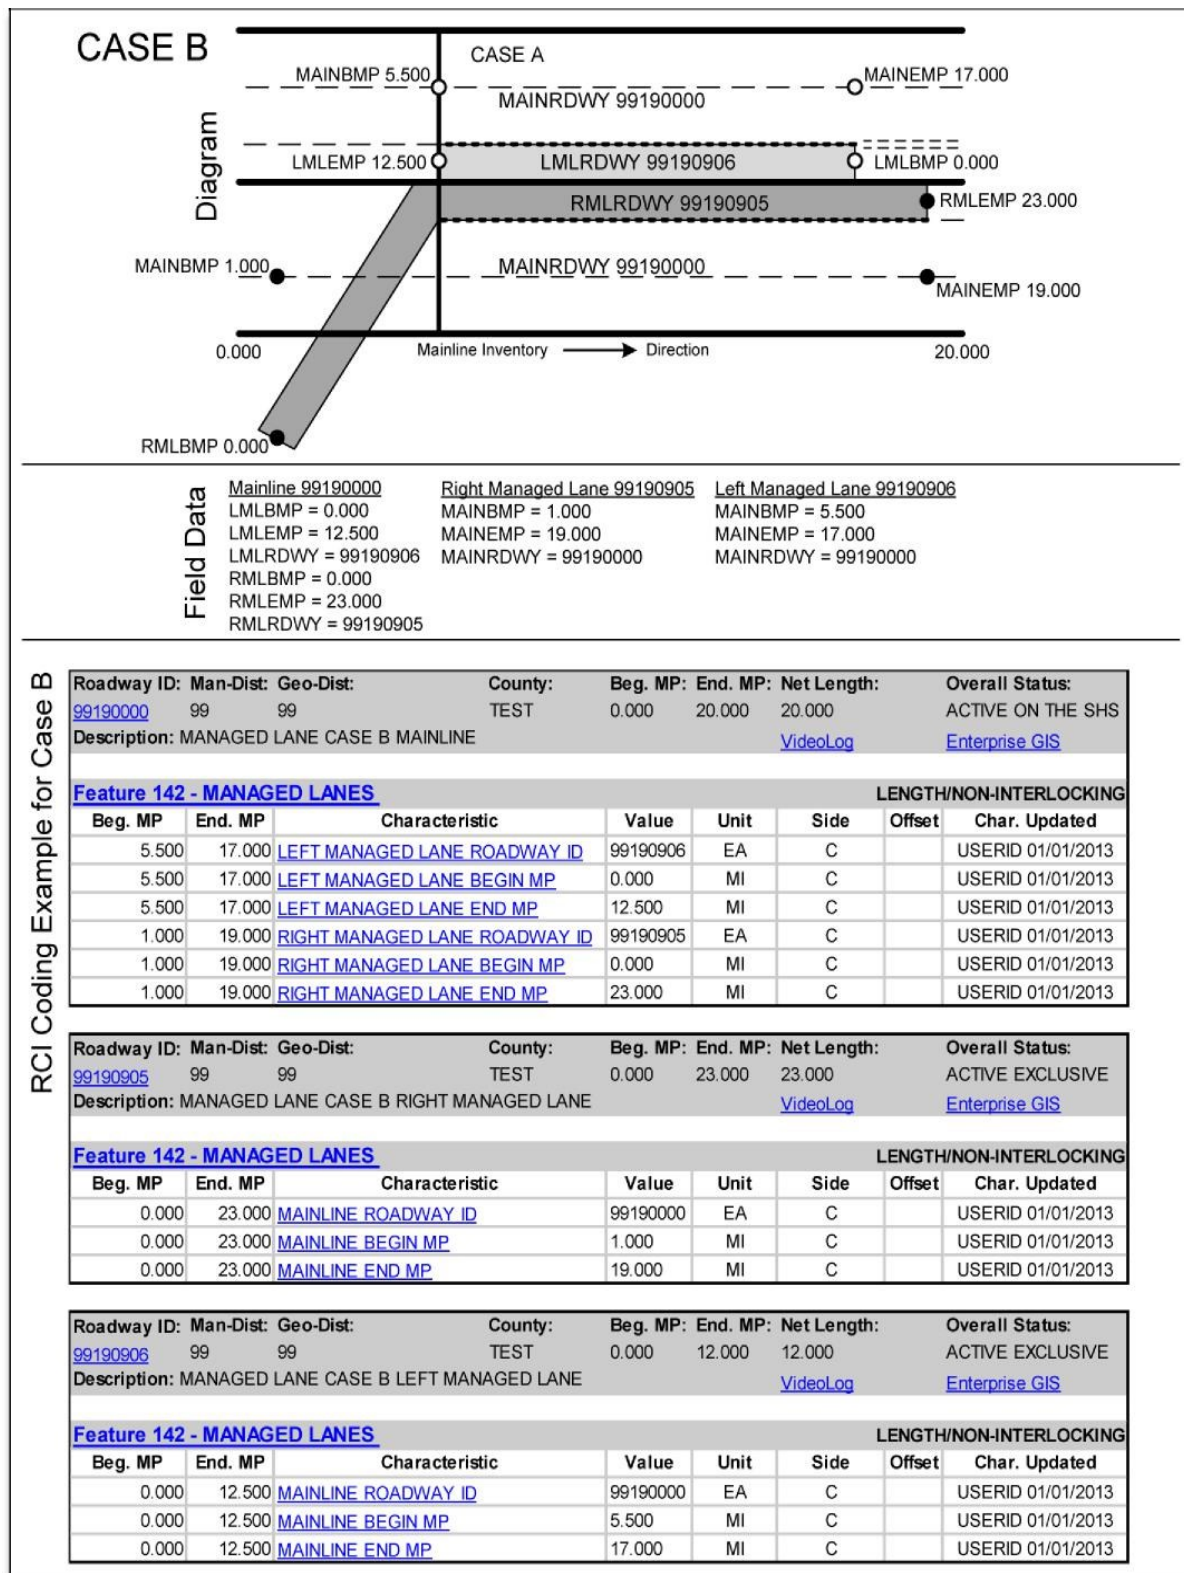 CASE B
CASE A
MAINBMP 5.500
MAINEMP 17.000
MAINRDWY 99190000
LMLEMP 12.500
LMLRDWY 99190906
LMLBMP 0.000
RMLRDWY 99190905
RMLEMP 23.000
Diagram
MAINBMP 1.000
MAINRDWY 99190000
MAINEMP 19.000
0.000
Mainline Inventory
Direction
20.000
RMLBMP 0.000
Field Data
Mainline 99190000
LMLBMP = 0.000
LMLEMP = 12.500
LMLRDWY = 99190906
RMLBMP = 0.000
RMLEMP = 23.000
RMLRDWY = 99190905
Right Managed Lane 99190905
MAINBMP = 1.000
MAINEMP = 19.000
MAINRDWY = 99190000
Left Managed Lane 99190906
MAINBMP = 5.500
MAINEMP = 17.000
MAINRDWY = 99190000
RCI Coding Example for Case B
Roadway ID: Man-Dist: Geo-Dist: County: Beg. MP: End. MP: Net Length: Overall Status:
99190000 99 99 TEST 0.000 20.000 20.000 ACTIVE ON THE SHS
Description: MANAGED LANE CASE B MAINLINE VideoLog Enterprise GIS
Feature 142 - MANAGED LANES LENGTH/NON-INTERLOCKING
Beg. MP End. MP Characteristic Value Unit Side Offset Char. Updated
5.500 17.000 LEFT MANAGED LANE ROADWAY ID 99190906 EA C USERID 01/01/2013
5.500 17.000 LEFT MANAGED LANE BEGIN MP 0.000 MI C USERID 01/01/2013
5.500 17.000 LEFT MANAGED LANE END MP 12.500 MI C USERID 01/01/2013
1.000 19.000 RIGHT MANAGED LANE ROADWAY ID 99190905 EA C USERID 01/01/2013
1.000 19.000 RIGHT MANAGED LANE BEGIN MP 0.000 MI C USERID 01/01/2013
1.000 19.000 RIGHT MANAGED LANE END MP 23.000 MI C USERID 01/01/2013
Roadway ID: Man-Dist: Geo-Dist: County: Beg. MP: End. MP: Net Length: Overall Status:
99190905 99 99 TEST 0.000 23.000 23.000 ACTIVE EXCLUSIVE
Description: MANAGED LANE CASE B RIGHT MANAGED LANE VideoLog Enterprise GIS
Feature 142 - MANAGED LANES LENGTH/NON-INTERLOCKING
Beg. MP End. MP Characteristic Value Unit Side Offset Char. Updated
0.000 23.000 MAINLINE ROADWAY ID 99190000 EA C USERID 01/01/2013
0.000 23.000 MAINLINE BEGIN MP 1.000 MI C USERID 01/01/2013
0.000 23.000 MAINLINE END MP 19.000 MI C USERID 01/01/2013
Roadway ID: Man-Dist: Geo-Dist: County: Beg. MP: End. MP: Net Length: Overall Status:
99190906 99 99 TEST 0.000 12.000 12.000 ACTIVE EXCLUSIVE
Description: MANAGED LANE CASE B LEFT MANAGED LANE VideoLog Enterprise GIS
Feature 142 - MANAGED LANES LENGTH/NON-INTERLOCKING
Beg. MP End. MP Characteristic Value Unit Side Offset Char. Updated
0.000 12.500 MAINLINE ROADWAY ID 99190000 EA C USERID 01/01/2013
0.000 12.500 MAINLINE BEGIN MP 5.500 MI C USERID 01/01/2013
0.000 12.500 MAINLINE END MP 17.000 MI C USERID 01/01/2013